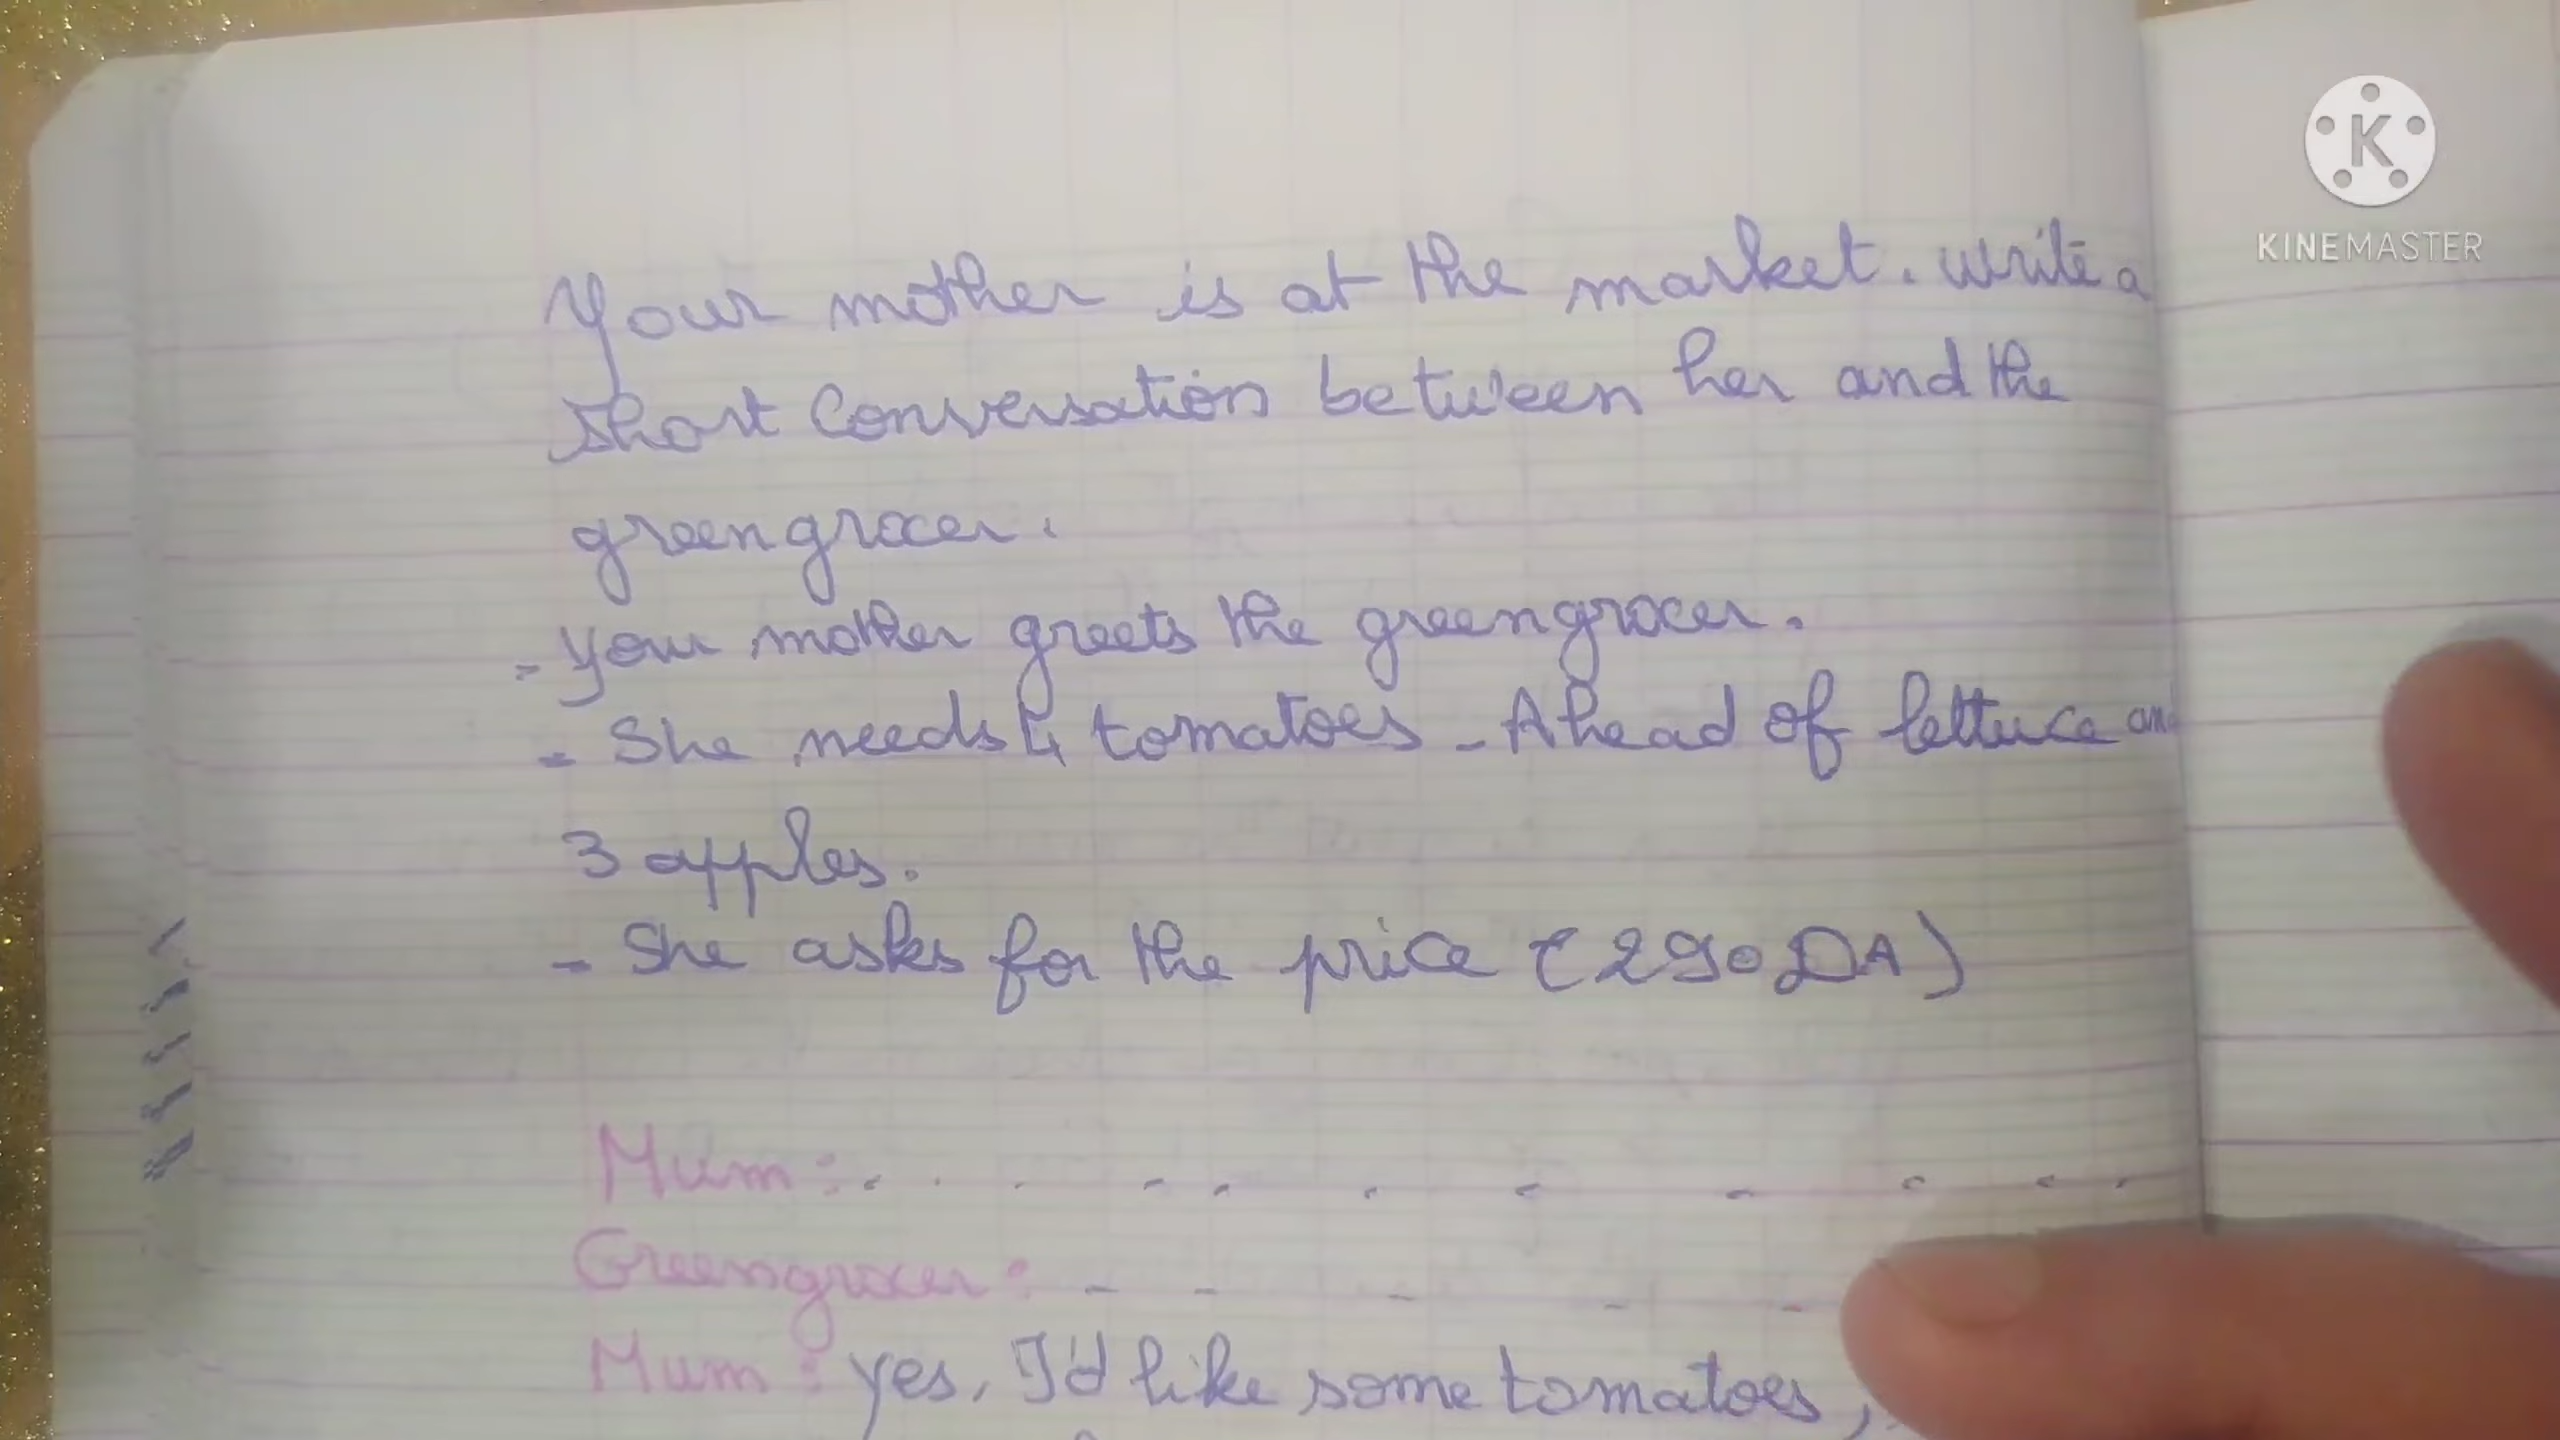 K
KINEMASTER
Your mother is at the market. write a
short Conversation between her and the
greengrocer.
- your mother greets the greengrocer.
- She needs 4 tomatoes - A head of lettuce and
3 apples.
- She asks for the price (290 DA)
Mum: . . . . . . . . . . .
Greengrocer: - - - - -
Mum: yes, I'd like some tomatoes,